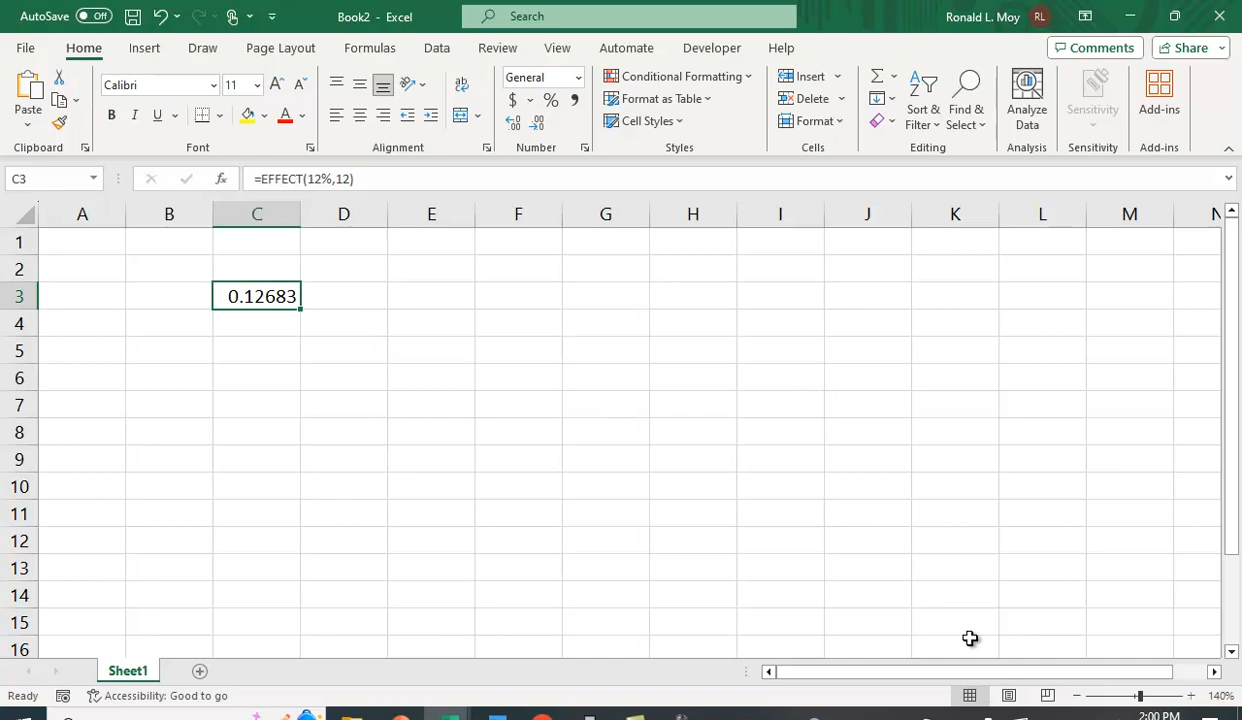 AutoSave Off Book2 - Excel Search Ronald L. Moy RL
File Home Insert Draw Page Layout Formulas Data Review View Automate Developer Help Comments Share
Paste Calibri 11 A A ab General Conditional Formatting Insert Σ A Z Sort & Filter Find & Select Analyze Data Sensitivity Add-ins
B I U A $ % , Format as Table Delete
.00 .00 Cell Styles Format
Clipboard Font Alignment Number Styles Cells Editing Analysis Sensitivity Add-ins
C3 fx =EFFECT(12%,12)
A B C D E F G H I J K L M N
1
2
3 0.12683
4
5
6
7
8
9
10
11
12
13
14
15
16
Sheet1
Ready Accessibility: Good to go 140%
2:00 PM